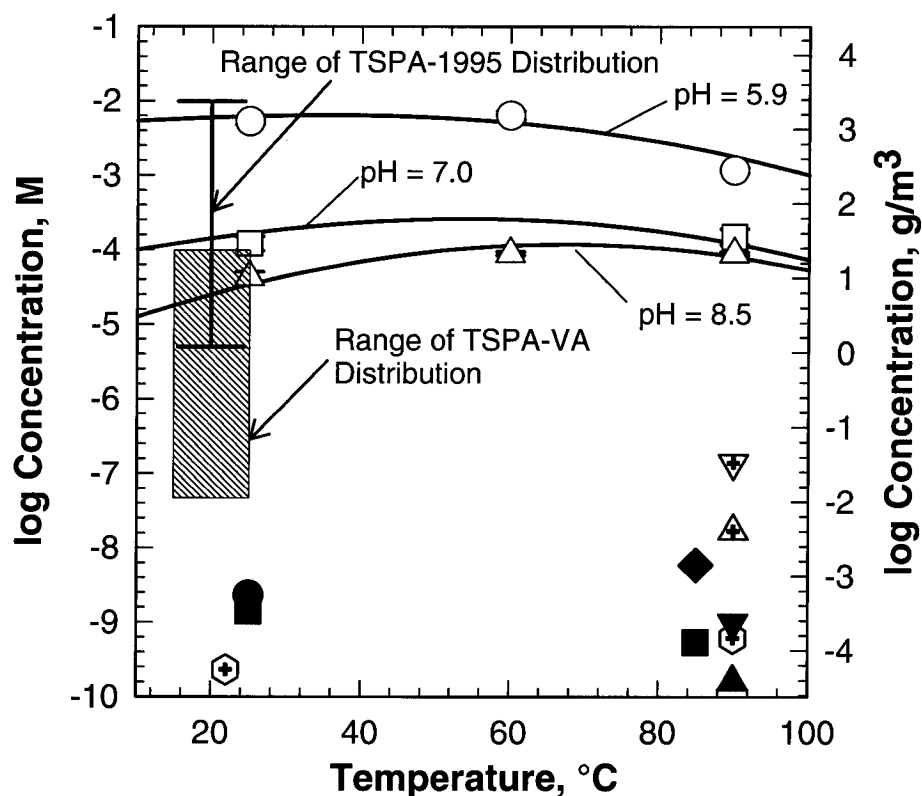 -1
-2
-3
-4
-5
-6
-7
-8
-9
-10
log Concentration, M
Range of TSPA-1995 Distribution
pH = 5.9
pH = 7.0
pH = 8.5
Range of TSPA-VA
Distribution
4
3
2
1
0
-1
-2
-3
-4
log Concentration, g/m³
20
40
60
80
100
Temperature, °C